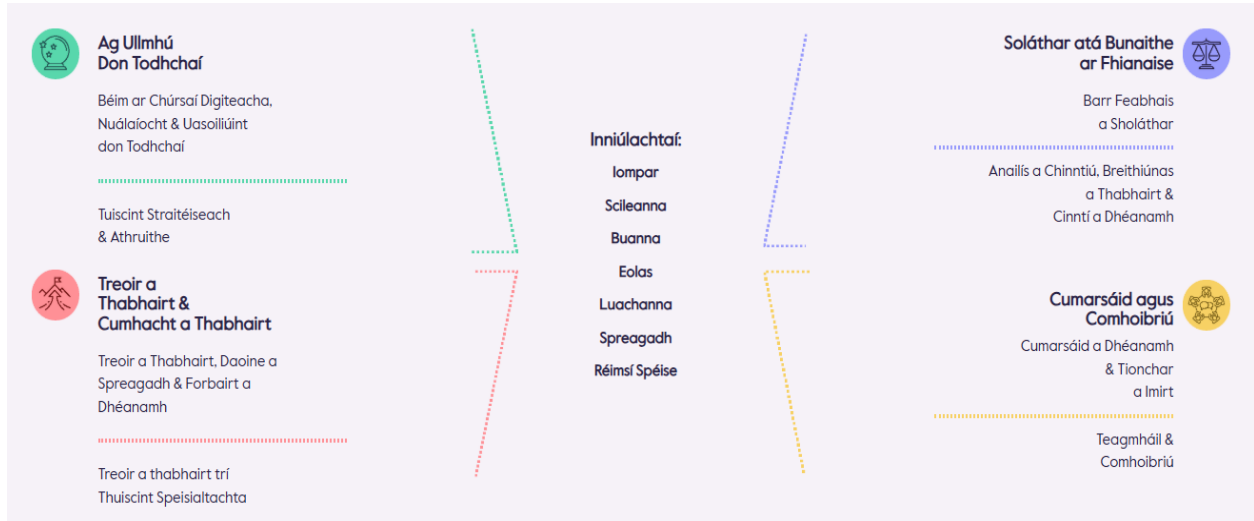 Ag Ullmhú
Don Todhchaí
Béim ar Chúrsaí Digiteacha,
Nuálaíocht & Uasoiliúint
don Todhchaí
Tuiscint Straitéiseach
& Athruithe
Treoir a
Thabhairt &
Cumhacht a Thabhairt
Treoir a Thabhairt, Daoine a
Spreagadh & Forbairt a
Dhéanamh
Treoir a thabhairt trí
Thuiscint Speisialtachta
Inniúlachtaí:
Iompar
Scileanna
Buanna
Eolas
Luachanna
Spreagadh
Réimsí Spéise
Soláthar atá Bunaithe
ar Fhianaise
Barr Feabhais
a Sholáthar
Anailís a Chinntiú, Breithiúnas
a Thabhairt &
Cinntí a Dhéanamh
Cumarsáid agus
Comhoibriú
Cumarsáid a Dhéanamh
& Tionchar
a Imirt
Teagmháil &
Comhoibriú